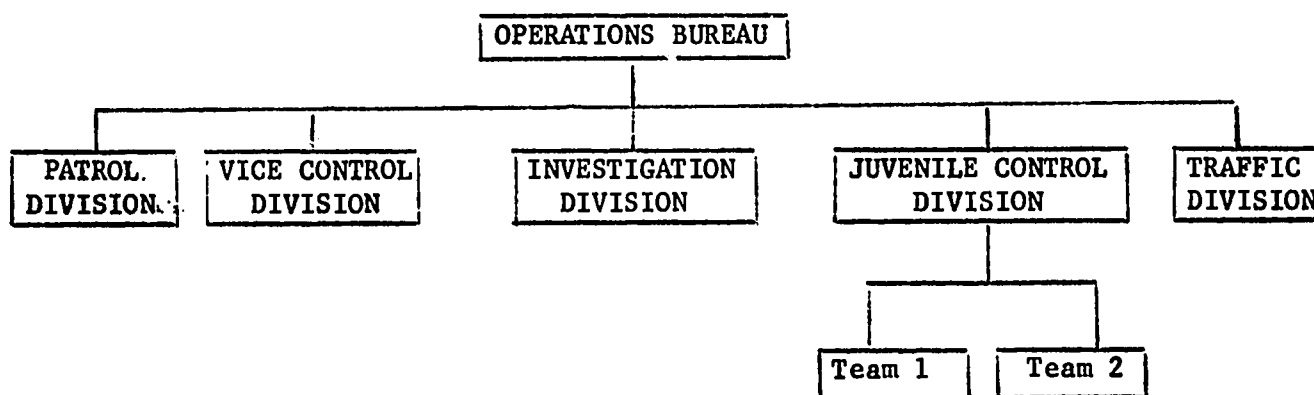 OPERATIONS BUREAU
PATROL.
DIVISION
VICE CONTROL
DIVISION
INVESTIGATION
DIVISION
JUVENILE CONTROL
DIVISION
TRAFFIC
DIVISION
Team 1
Team 2